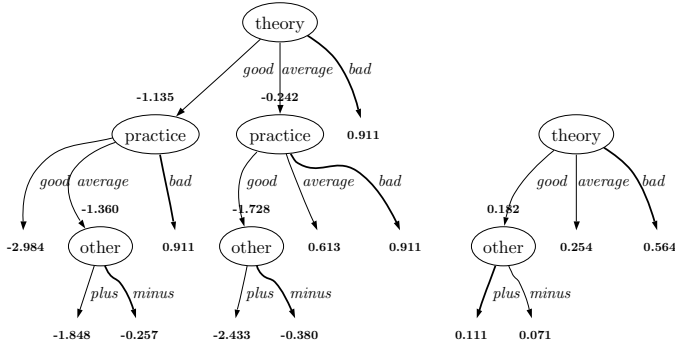 theory
good average bad
-1.135 -0.242
practice practice 0.911 theory
good average bad good average bad good average bad
-1.360 -1.728 0.182
-2.984 other 0.911 other 0.613 0.911 other 0.254 0.564
plus minus plus minus plus minus
-1.848 -0.257 -2.433 -0.380 0.111 0.071